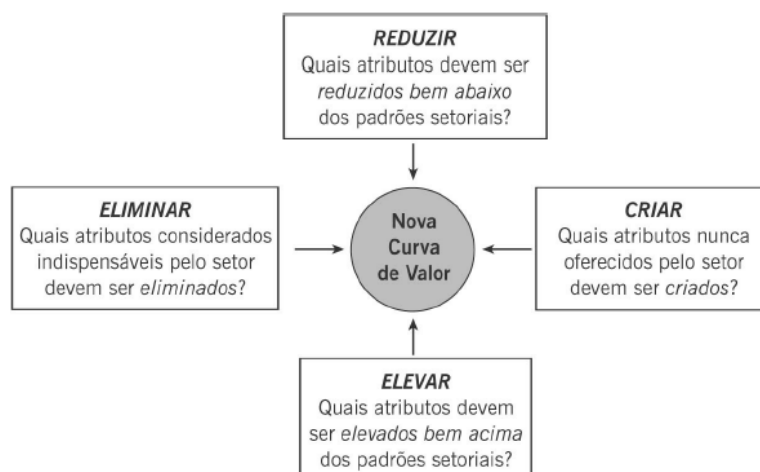 REDUZIR
Quais atributos devem ser
reduzidos bem abaixo
dos padrões setoriais?
ELIMINAR
Quais atributos considerados
indispensáveis pelo setor
devem ser eliminados?
Nova
Curva
de Valor
CRIAR
Quais atributos nunca
oferecidos pelo setor
devem ser criados?
ELEVAR
Quais atributos devem
ser elevados bem acima
dos padrões setoriais?